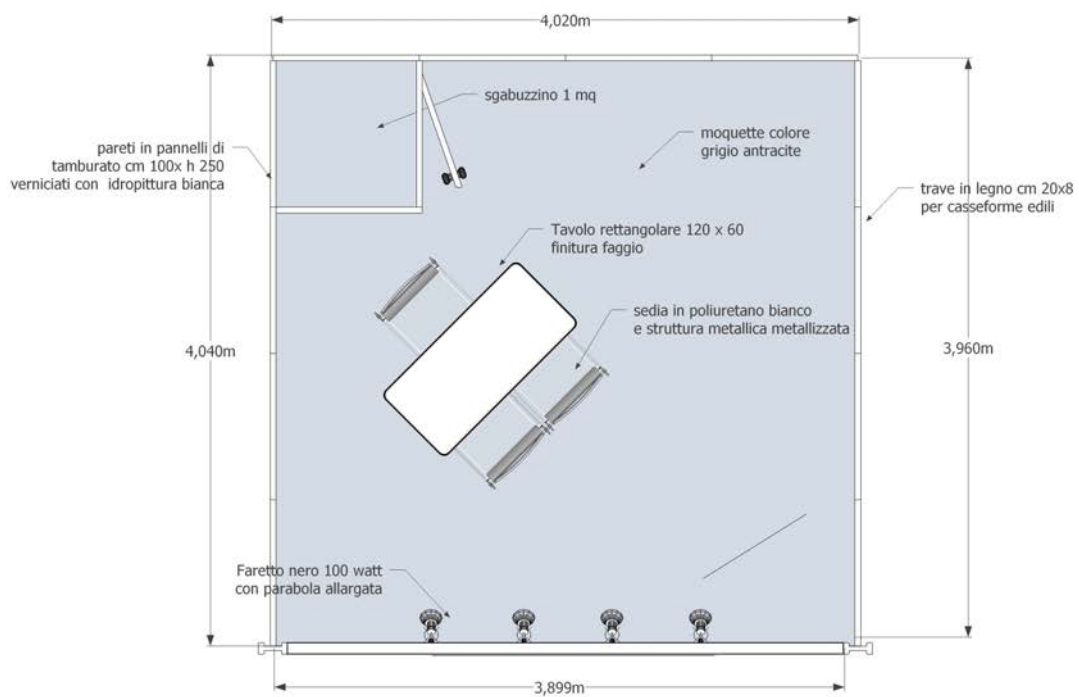 4,020m
sgabuzzino 1 mq
pareti in pannelli di
tamburato cm 100x h 250
verniciati con idropittura bianca
moquette colore
grigio antracite
trave in legno cm 20x8
per casseforme edili
Tavolo rettangolare 120 x 60
finitura faggio
sedia in poliuretano bianco
e struttura metallica metallizzata
4,040m
3,960m
Faretto nero 100 watt
con parabola allargata
3,899m